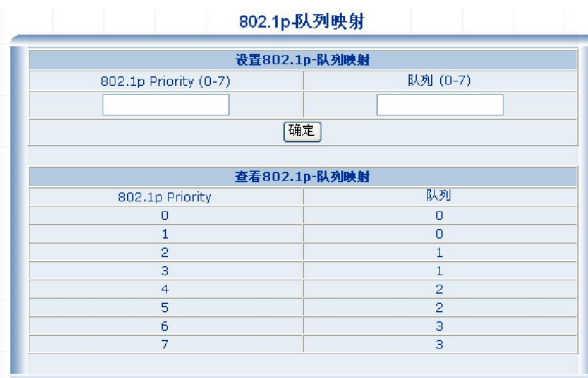 802.1p-队列映射
设置802.1p-队列映射
802.1p Priority (0-7) 队列 (0-7)
确定
查看802.1p-队列映射
802.1p Priority 队列
0 0
1 0
2 1
3 1
4 2
5 2
6 3
7 3